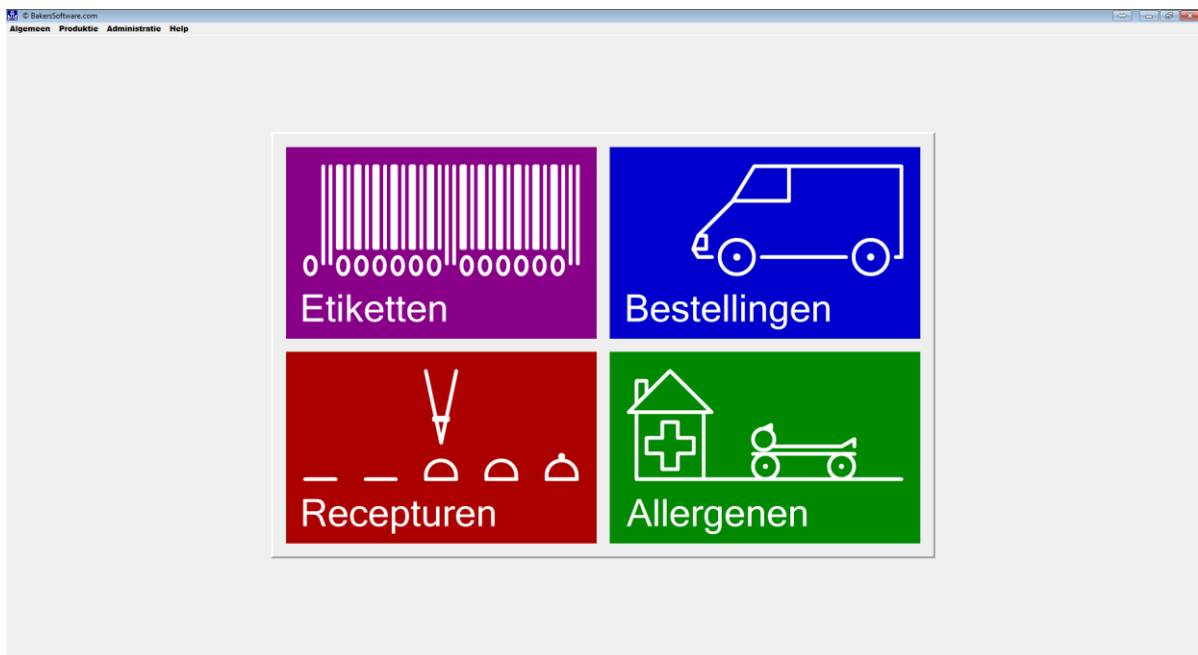 © BakersSoftware.com
Algemeen Produktie Administratie Help
0 000000 000000
Etiketten
Bestellingen
Recepturen
Allergenen